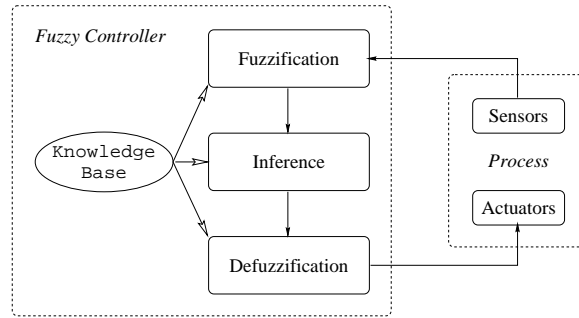 Fuzzy Controller
Fuzzification
Sensors
Knowledge
Base
Inference
Process
Actuators
Defuzzification